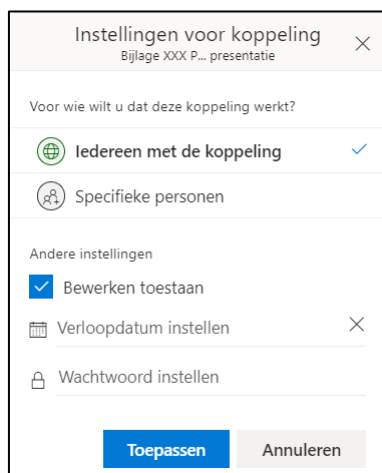 Instellingen voor koppeling
Bijlage XXX P... presentatie
Voor wie wilt u dat deze koppeling werkt?
Iedereen met de koppeling
Specifieke personen
Andere instellingen
Bewerken toestaan
Verloopdatum instellen
Wachtwoord instellen
Toepassen Annuleren